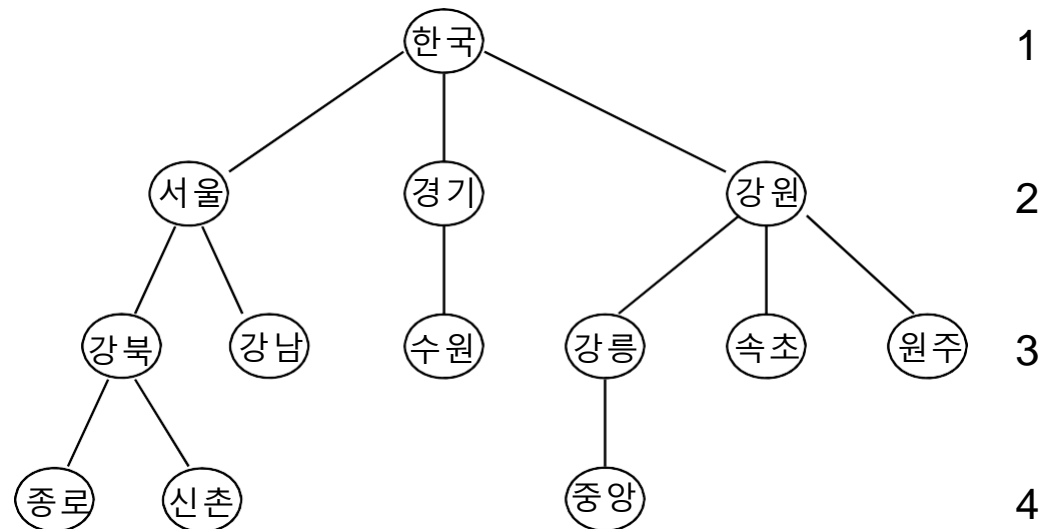 한국 1
서울 경기 강원 2
강북 강남 수원 강릉 속초 원주 3
종로 신촌 중앙 4